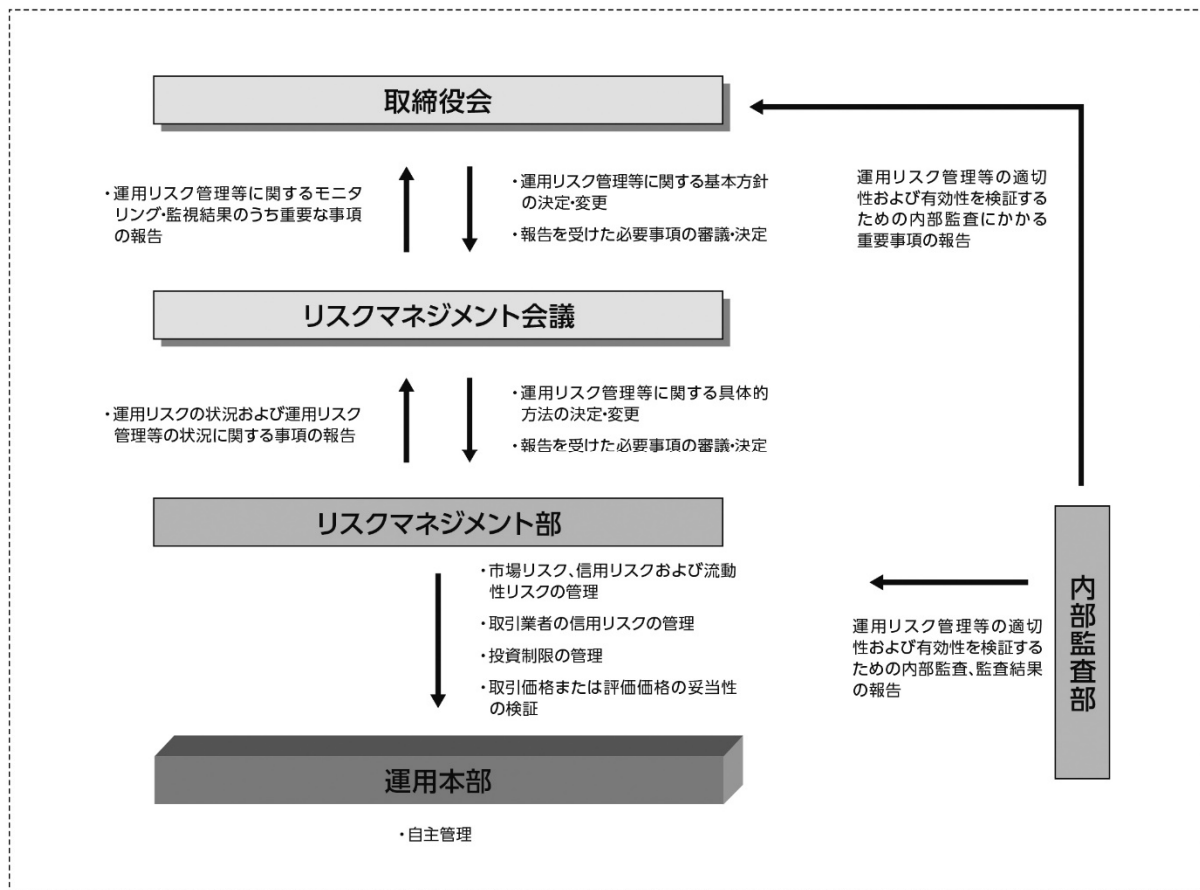 取締役会
・運用リスク管理等に関するモニタ
リング・監視結果のうち重要な事項
の報告
・運用リスク管理等に関する基本方針
の決定・変更
・報告を受けた必要事項の審議・決定
運用リスク管理等の適切
性および有効性を検証する
ための内部監査にかかる
重要事項の報告
リスクマネジメント会議
・運用リスクの状況および運用リスク
管理等の状況に関する事項の報告
・運用リスク管理等に関する具体的
方法の決定・変更
・報告を受けた必要事項の審議・決定
リスクマネジメント部
・市場リスク、信用リスクおよび流動
性リスクの管理
・取引業者の信用リスクの管理
・投資制限の管理
・取引価格または評価価格の妥当性
の検証
運用リスク管理等の適切
性および有効性を検証する
ための内部監査、監査結果
の報告
内部監査部
運用本部
・自主管理